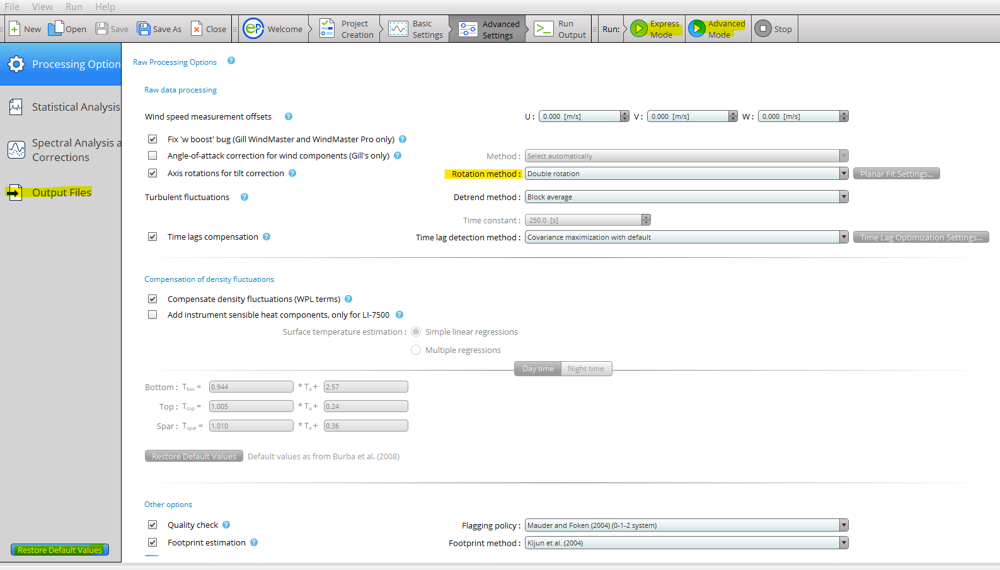 File View Run Help
New Open Save Save As Close Welcome Project Creation Basic Settings Advanced Settings Run Output Run: Express Mode Advanced Mode Stop
Processing Option
Statistical Analysis
Spectral Analysis a
Corrections
Output Files
Restore Default Values
Raw Processing Options ?
Raw data processing
Wind speed measurement offsets ? U : 0.000 [m/s] V : 0.000 [m/s] W : 0.000 [m/s]
Fix 'w boost' bug (Gill WindMaster and WindMaster Pro only) ?
Angle-of-attack correction for wind components (Gill's only) ? Method : Select automatically
Axis rotations for tilt correction ? Rotation method : Double rotation Planar Fit Settings...
Turbulent fluctuations ? Detrend method : Block average
Time constant : 250.0 [s]
Time lags compensation ? Time lag detection method : Covariance maximization with default Time Lag Optimization Settings...
Compensation of density fluctuations
Compensate density fluctuations (WPL terms) ?
Add instrument sensible heat components, only for LI-7500 ?
Surface temperature estimation : Simple linear regressions
Multiple regressions
Day time Night time
Bottom : Tbot = 0.944 * Ta + 2.57
Top : Ttop = 1.005 * Ta + 0.24
Spar : Tspar = 1.010 * Ta + 0.36
Restore Default Values Default values as from Burba et al. (2008)
Other options
Quality check ? Flagging policy : Mauder and Foken (2004) (0-1-2 system)
Footprint estimation ? Footprint method : Kljun et al. (2004)